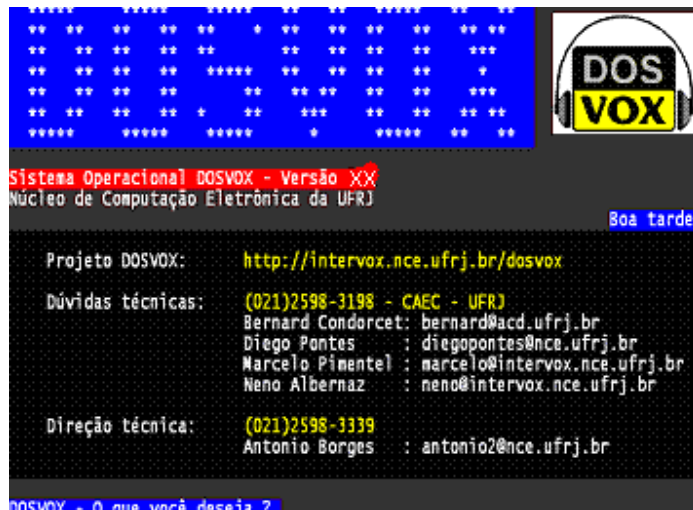 DOSVOX
DOS
VOX
Sistema Operacional DOSVOX - Versão XX
Núcleo de Computação Eletrônica da UFRJ
Boa tarde
Projeto DOSVOX: http://intervox.nce.ufrj.br/dosvox
Dúvidas técnicas: (021)2598-3198 - CAEC - UFRJ
Bernard Condorcet: bernard@acd.ufrj.br
Diego Pontes : diegopontes@nce.ufrj.br
Marcelo Pimentel : marcelo@intervox.nce.ufrj.br
Neno Albernaz : neno@intervox.nce.ufrj.br
Direção técnica: (021)2598-3339
Antonio Borges : antonio2@nce.ufrj.br
DOSVOX - O que você deseja ?